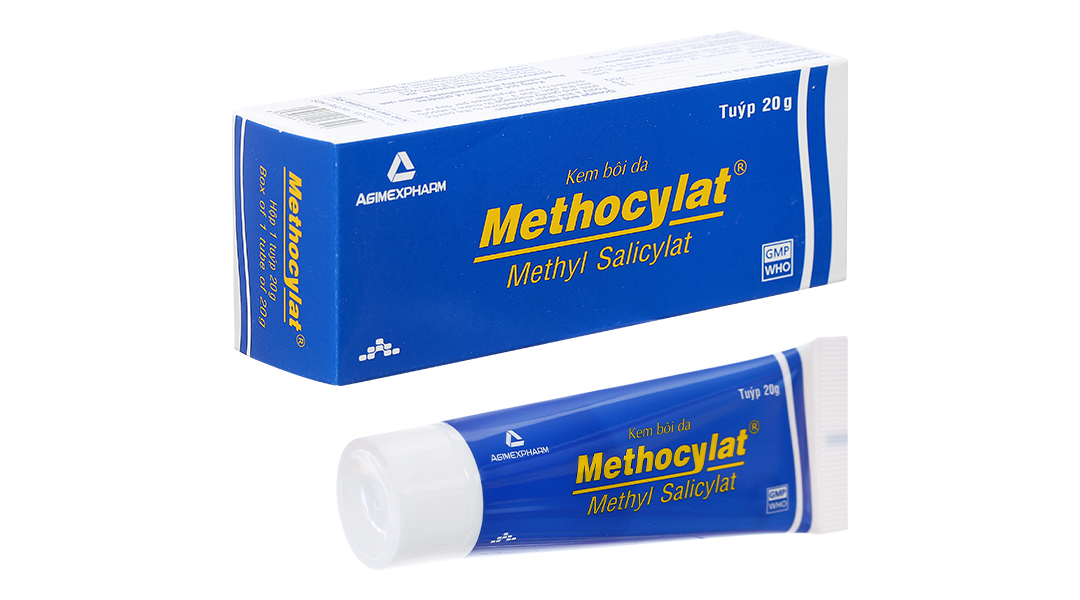 Tuýp 20g
AGIMEXPHARM
Kem bôi da
Methocylat®
Methyl Salicylat
GMP
WHO
Methocylat®
Hộp 1 tuýp 20g
Box of 1 tube of 20g
Tuýp 20g
AGIMEXPHARM
Kem bôi da
Methocylat®
Methyl Salicylat
GMP
WHO